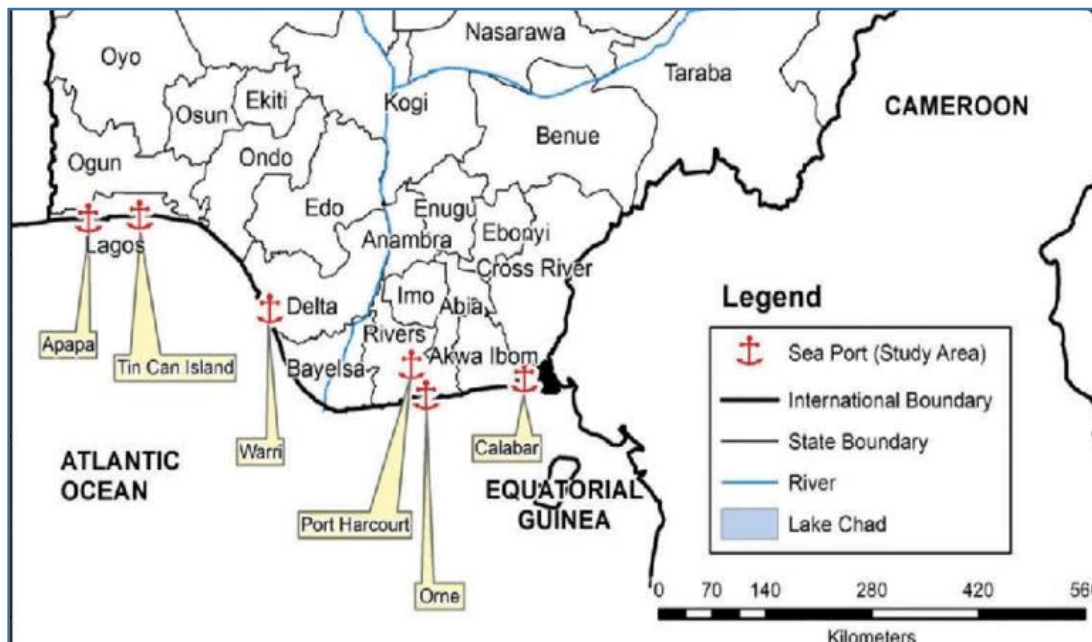 Nasarawa
Oyo
Taraba
Ekiti
Kogi
CAMEROON
Osun
Benue
Ogun
Ondo
Edo
Enugu
Ebonyi
Anambra
Lagos
Cross River
Delta
Imo
Abia
Rivers
Akwa Ibom
Bayelsa
Apapa
Tin Can Island
Warri
Calabar
Port Harcourt
Orne
ATLANTIC
OCEAN
EQUATORIAL
GUINEA
Legend
Sea Port (Study Area)
International Boundary
State Boundary
River
Lake Chad
0 70 140 280 420 560
Kilometers